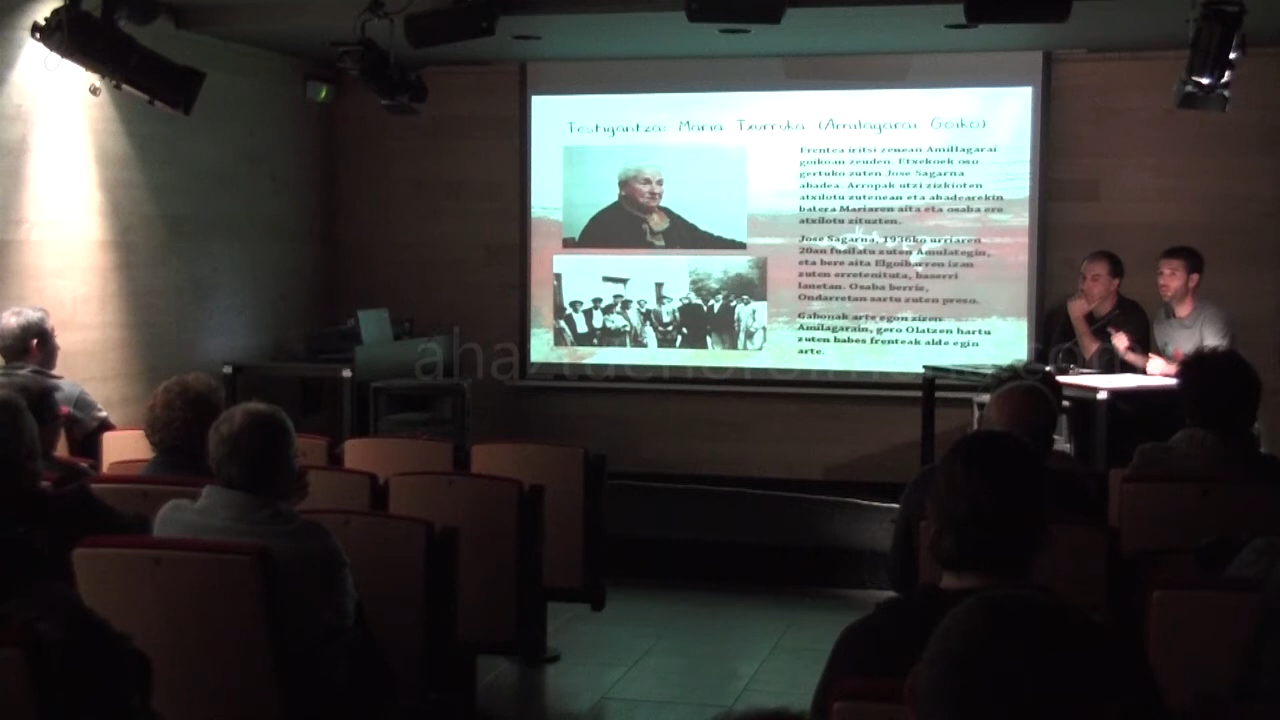 Testigantza: Maria Txurruka (Amilagarai Goiko)
Frentea iritsi zenean Amillagarai
goikoan zeuden. Etxekoek oso
gertuko zuten Jose Sagarna
abadea. Arropak utzi zizkioten
atxilotu zutenean eta abadearekin
batera Mariaren aita eta osaba ere
atxilotu zituzten.
Jose Sagarna, 1936ko urriaren
20an fusilatu zuten Amulategin,
eta bere aita Elgoibarren izan
zuten erretenituta, baserri
lanetan. Osaba berriz,
Ondarretan sartu zuten preso.
Gabonak arte egon ziren
Amilagarain, gero Olatzen hartu
zuten babes frenteak alde egin
arte.